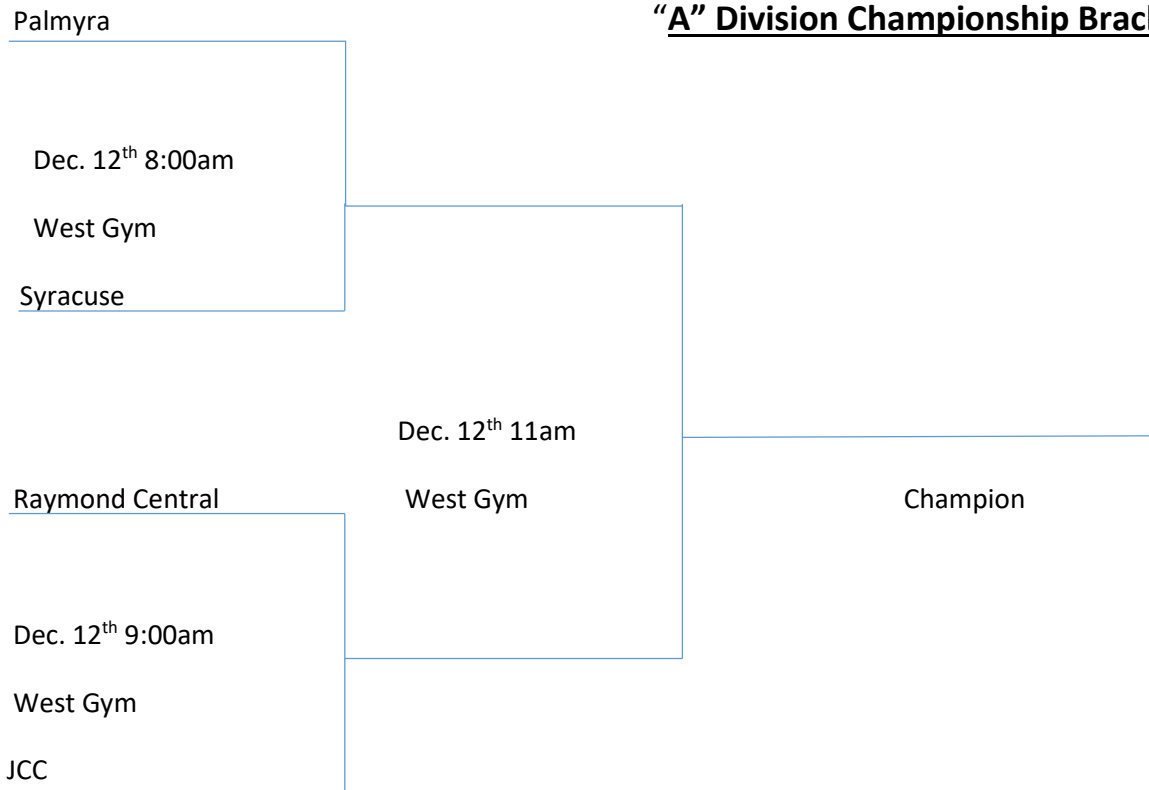 Palmyra
“A” Division Championship
Dec. 12th 8:00am
West Gym
Syracuse
Dec. 12th 11am
Raymond Central
West Gym
Champion
Dec. 12th 9:00am
West Gym
JCC